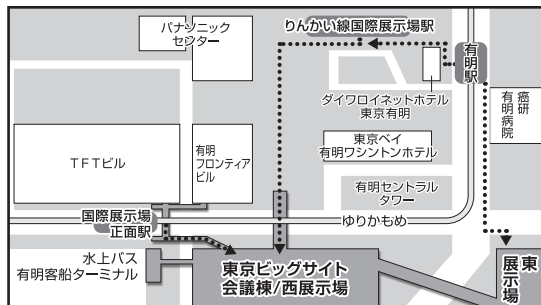 パナソニック
センター
りんかい線国際展示場駅
有明駅
ダイワロイネットホテル
東京有明
癌研
有明病院
TFTビル
有明
フロンティア
ビル
東京ベイ
有明ワシントンホテル
有明セントラル
タワー
国際展示場
正面駅
ゆりかもめ
水上バス
有明客船ターミナル
東京ビッグサイト
会議棟/西展示場
東
展示場